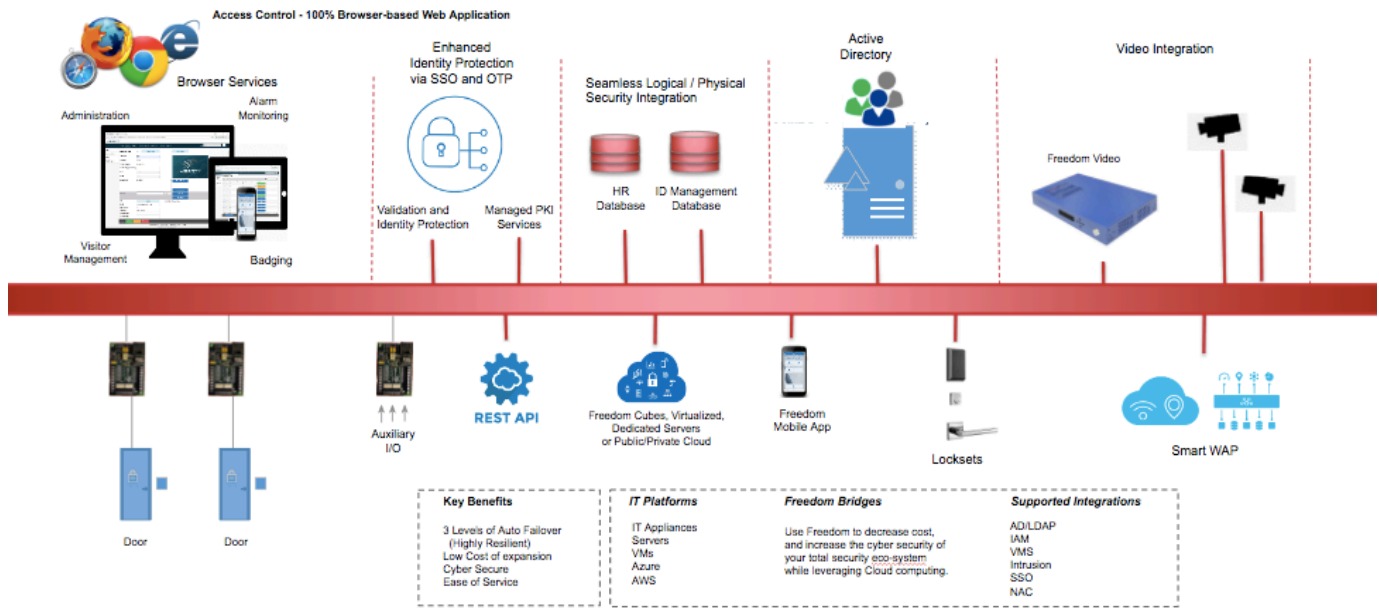 Access Control - 100% Browser-based Web Application
Browser Services
Administration
Alarm
Monitoring
Visitor
Management
Badging
Enhanced
Identity Protection
via SSO and OTP
Validation and
Identity Protection
Managed PKI
Services
Seamless Logical / Physical
Security Integration
HR
Database
ID Management
Database
Active
Directory
Video Integration
Freedom Video
Door
Door
Auxiliary
I/O
REST API
Freedom Cubes, Virtualized,
Dedicated Servers
or Public/Private Cloud
Freedom
Mobile App
Locksets
Smart WAP
Key Benefits
3 Levels of Auto Failover
(Highly Resilient)
Low Cost of expansion
Cyber Secure
Ease of Service
IT Platforms
IT Appliances
Servers
VMs
Azure
AWS
Freedom Bridges
Use Freedom to decrease cost,
and increase the cyber security of
your total security eco-system
while leveraging Cloud computing.
Supported Integrations
AD/LDAP
IAM
VMS
Intrusion
SSO
NAC